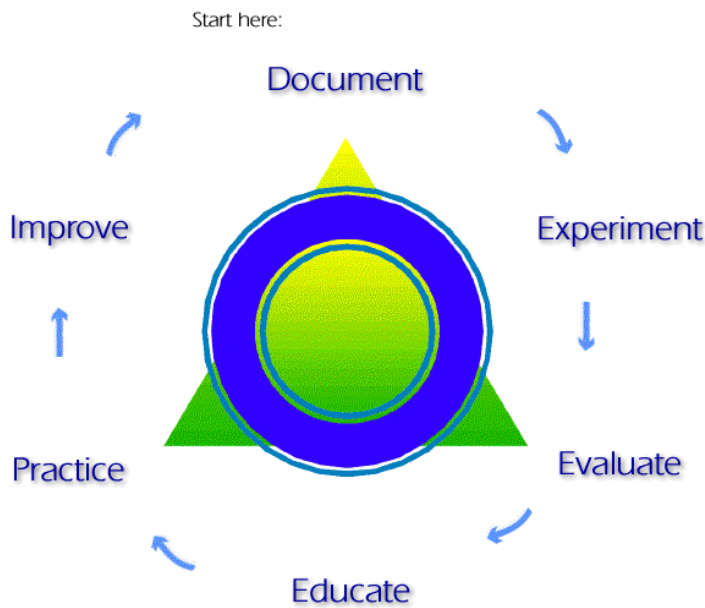 Start here:
Document
Experiment
Evaluate
Educate
Practice
Improve